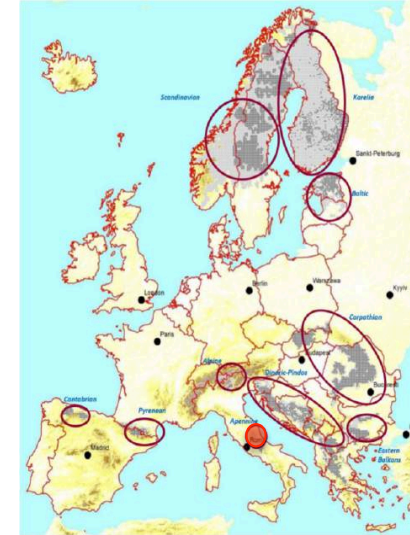 Scandinavian
Karelia
Sankt-Peterburg
Baltic
London
Berlin
Warszawa
Kyyiv
Paris
Carpathian
Budapest
Alpine
Dinaric-Pindos
Bucharest
Cantabrian
Pyrenean
Apennine
Madrid
Eastern
Balkans